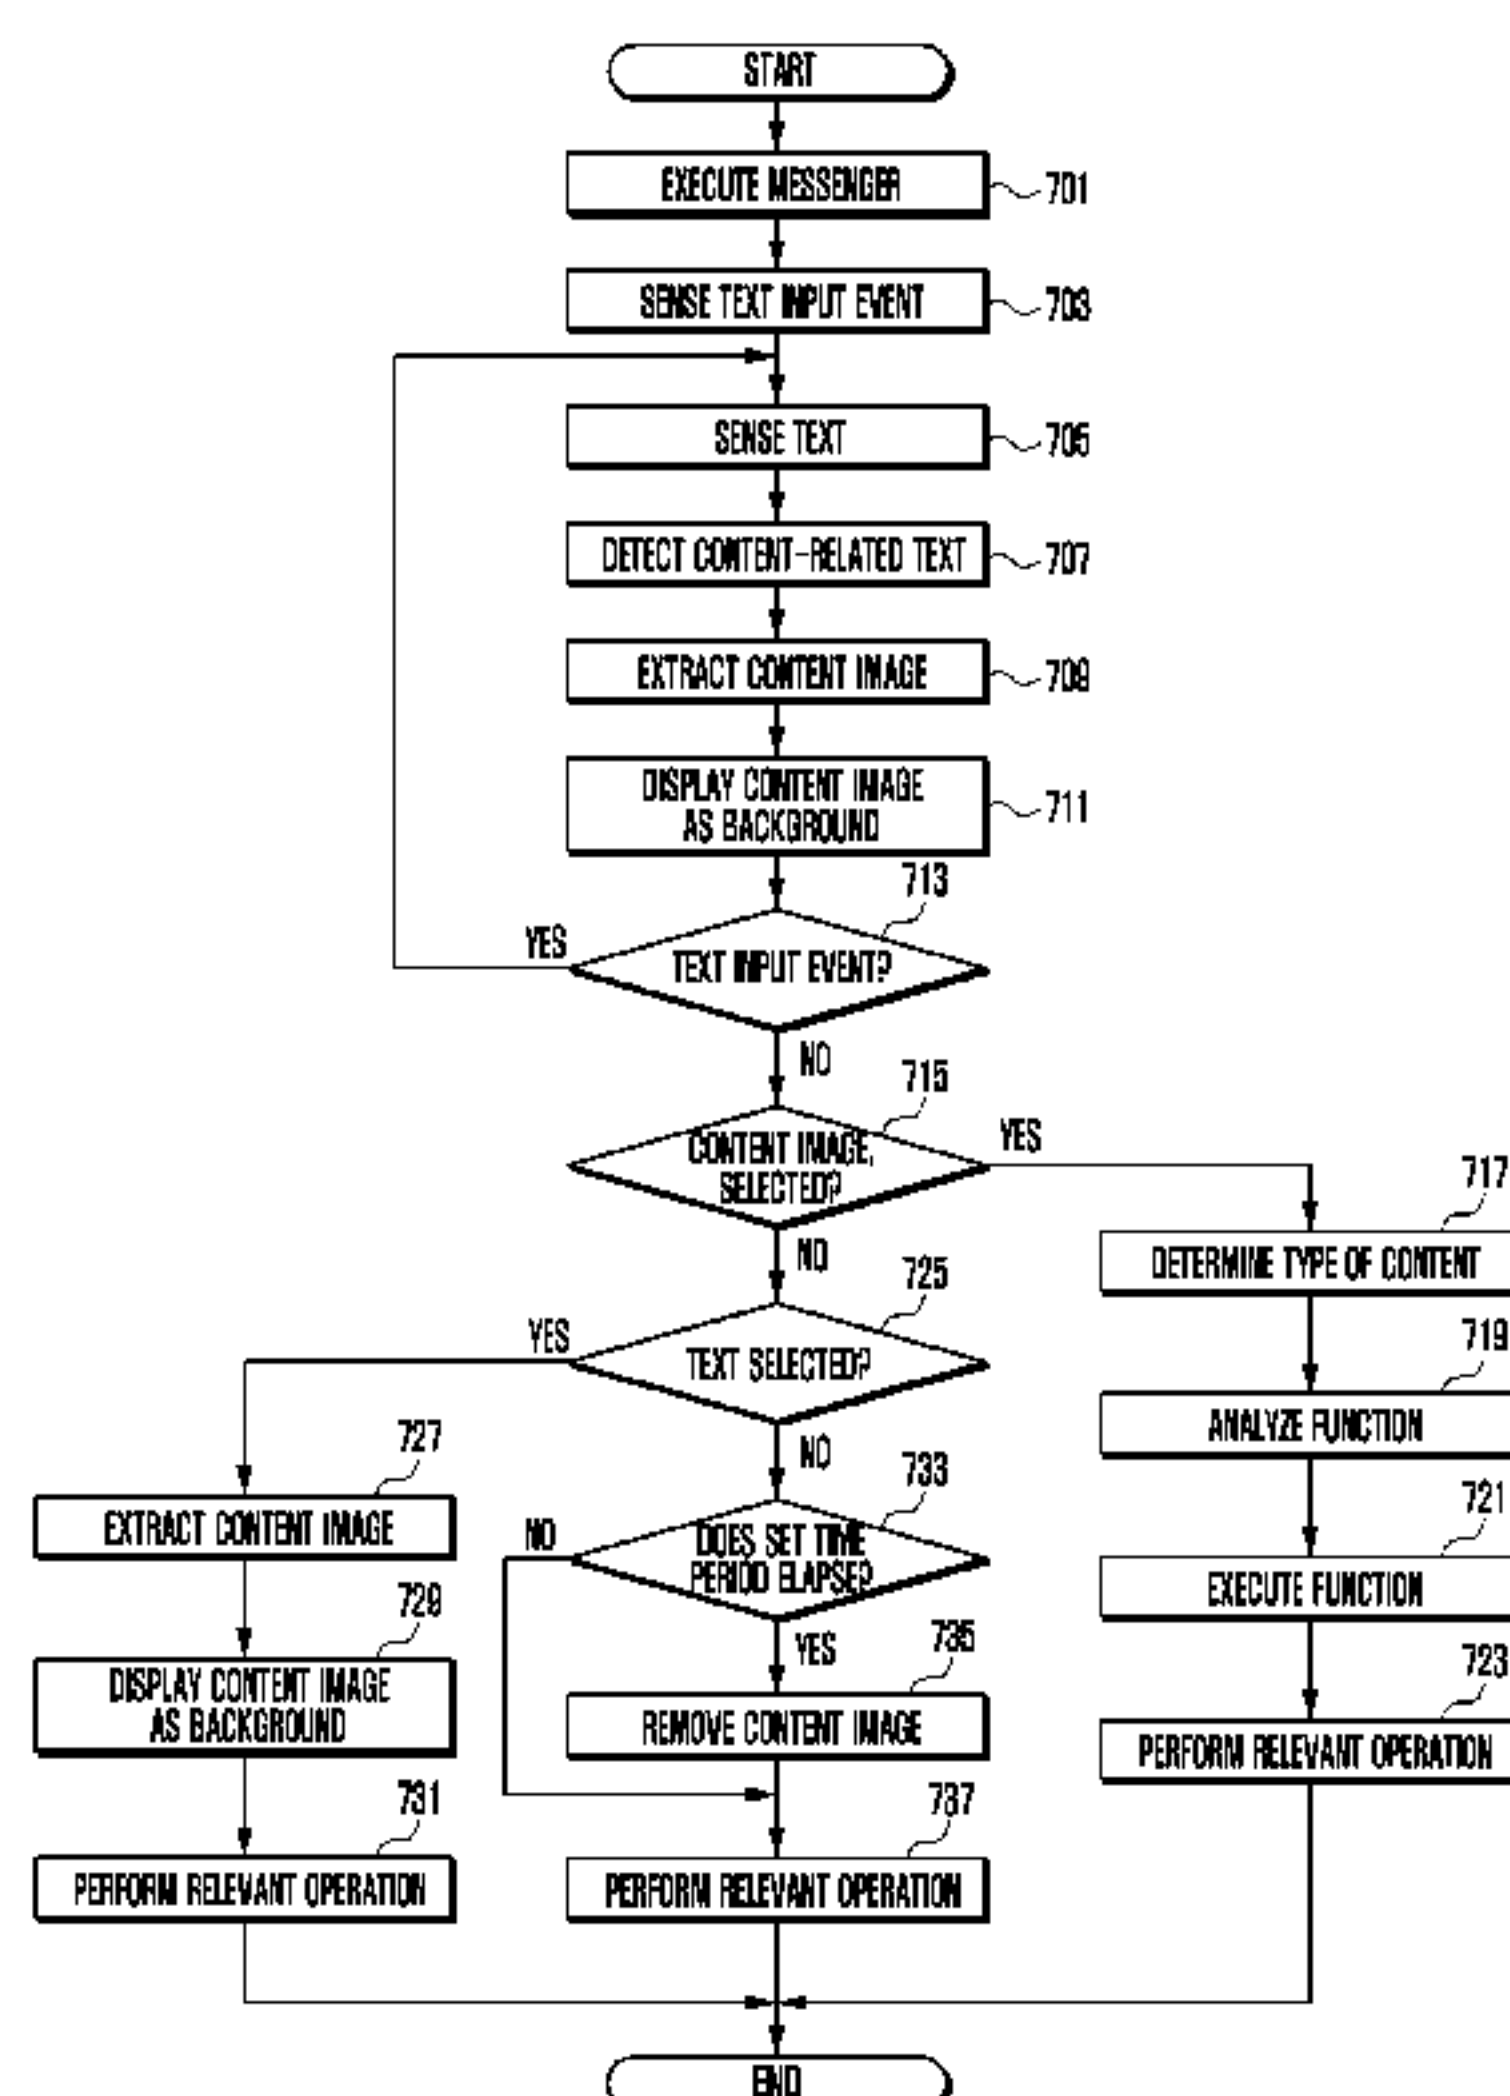 START
EXECUTE MESSENGER
701
SENSE TEXT INPUT EVENT
703
SENSE TEXT
705
DETECT CONTENT-RELATED TEXT
707
EXTRACT CONTENT IMAGE
709
DISPLAY CONTENT IMAGE
AS BACKGROUND
711
713
YES
TEXT INPUT EVENT?
NO
715
CONTENT IMAGE,
SELECTED?
YES
717
DETERMINE TYPE OF CONTENT
719
ANALYZE FUNCTION
721
EXECUTE FUNCTION
723
PERFORM RELEVANT OPERATION
NO
725
YES
TEXT SELECTED?
727
EXTRACT CONTENT IMAGE
729
DISPLAY CONTENT IMAGE
AS BACKGROUND
731
PERFORM RELEVANT OPERATION
NO
733
NO
DOES SET TIME
PERIOD ELAPSE?
YES
735
REMOVE CONTENT IMAGE
737
PERFORM RELEVANT OPERATION
END